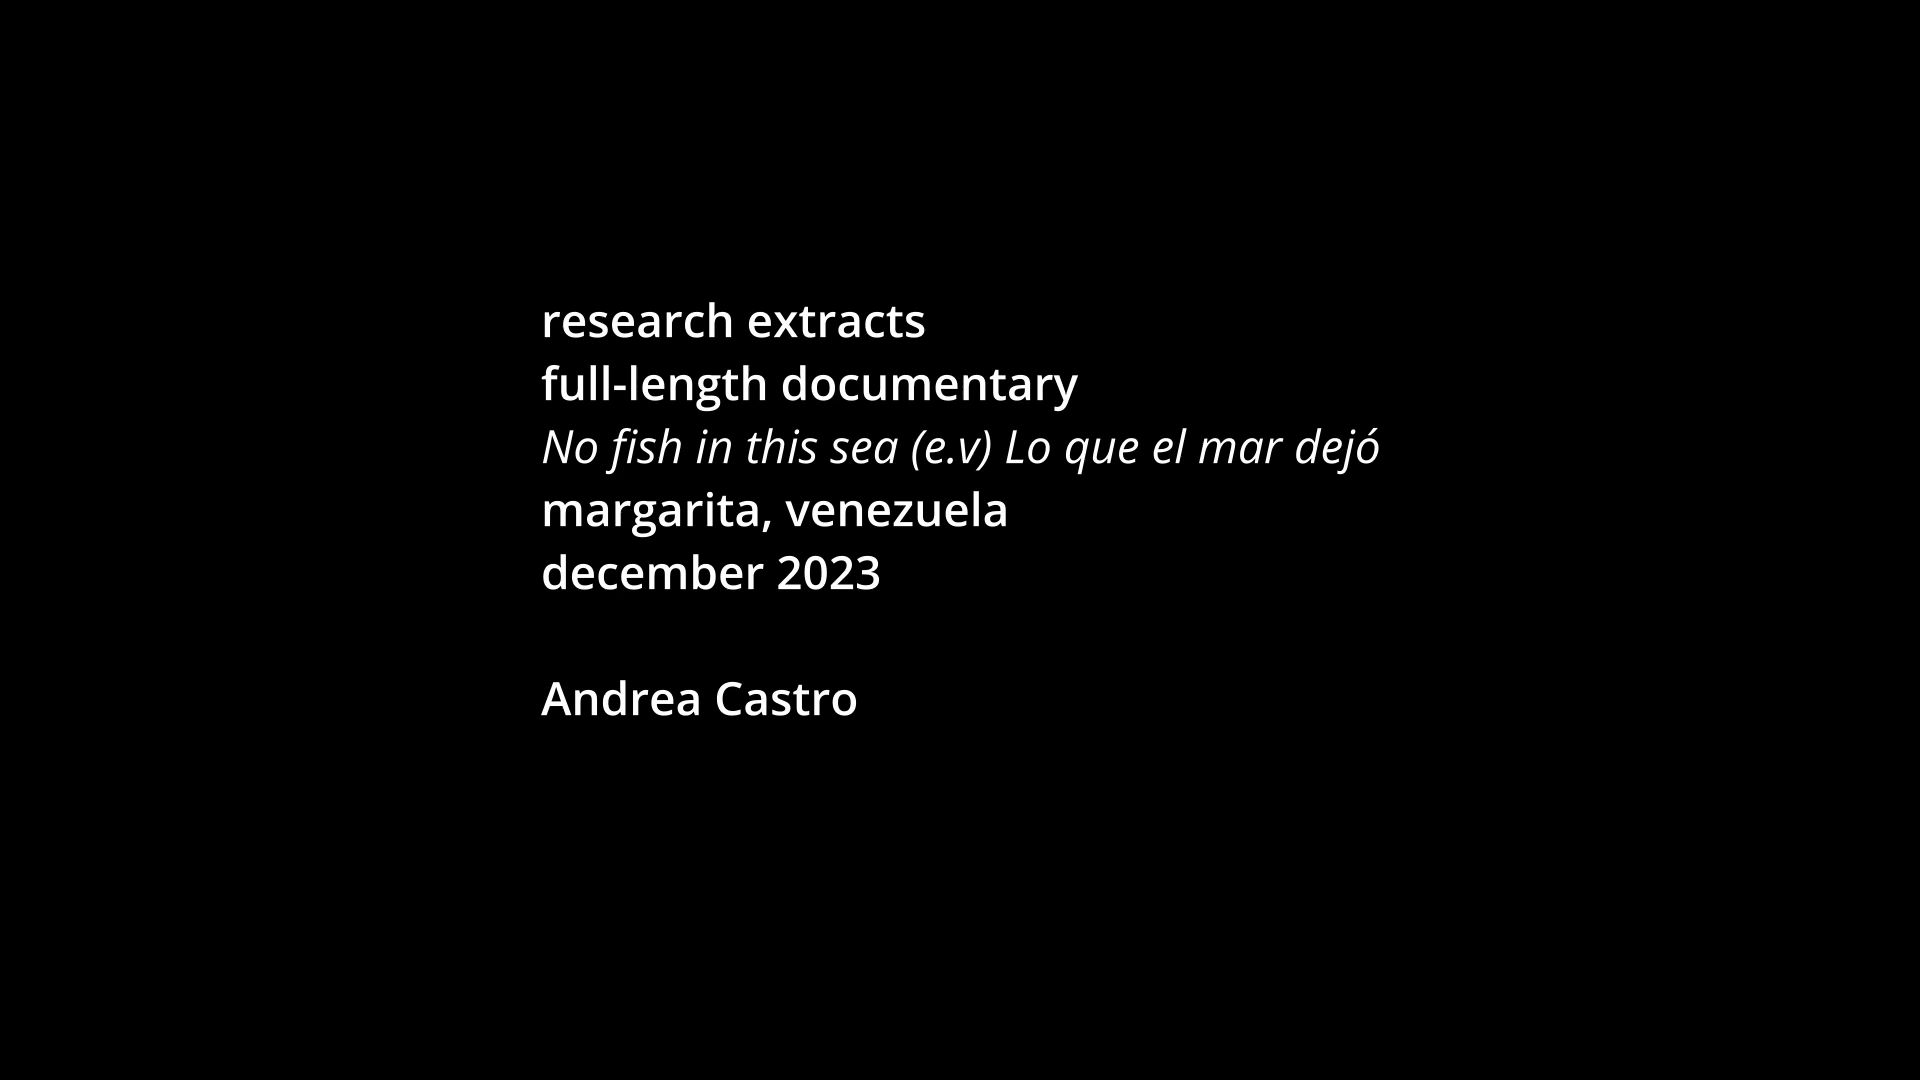 research extracts
full-length documentary
No fish in this sea (e.v) Lo que el mar dejó
margarita, venezuela
december 2023
Andrea Castro